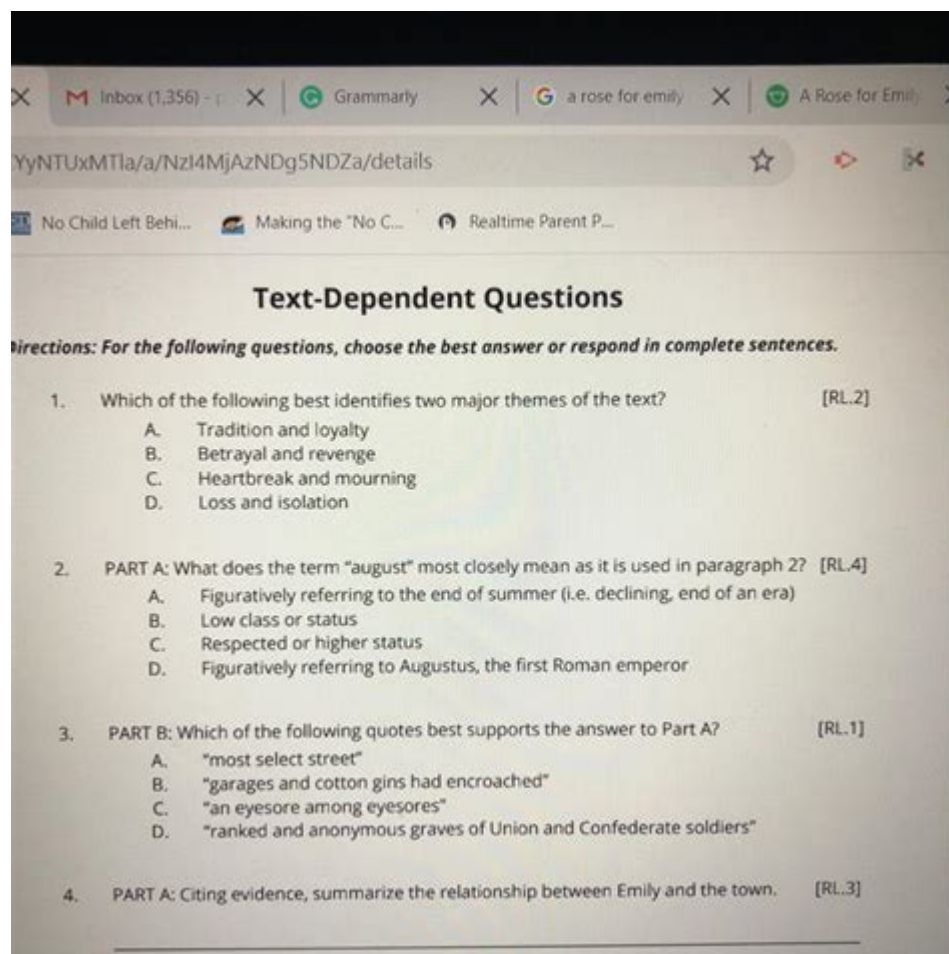 Inbox (1,356) - Grammarly a rose for emily A Rose for Emily
YyNTUxMTla/a/NzI4MjAzNDg5NDZa/details
No Child Left Behi... Making the "No C... Realtime Parent P...
Text-Dependent Questions
Directions: For the following questions, choose the best answer or respond in complete sentences.
1. Which of the following best identifies two major themes of the text? [RL.2]
A. Tradition and loyalty
B. Betrayal and revenge
C. Heartbreak and mourning
D. Loss and isolation
2. PART A: What does the term "august" most closely mean as it is used in paragraph 2? [RL.4]
A. Figuratively referring to the end of summer (i.e. declining, end of an era)
B. Low class or status
C. Respected or higher status
D. Figuratively referring to Augustus, the first Roman emperor
3. PART B: Which of the following quotes best supports the answer to Part A? [RL.1]
A. "most select street"
B. "garages and cotton gins had encroached"
C. "an eyesore among eyesores"
D. "ranked and anonymous graves of Union and Confederate soldiers"
4. PART A: Citing evidence, summarize the relationship between Emily and the town. [RL.3]